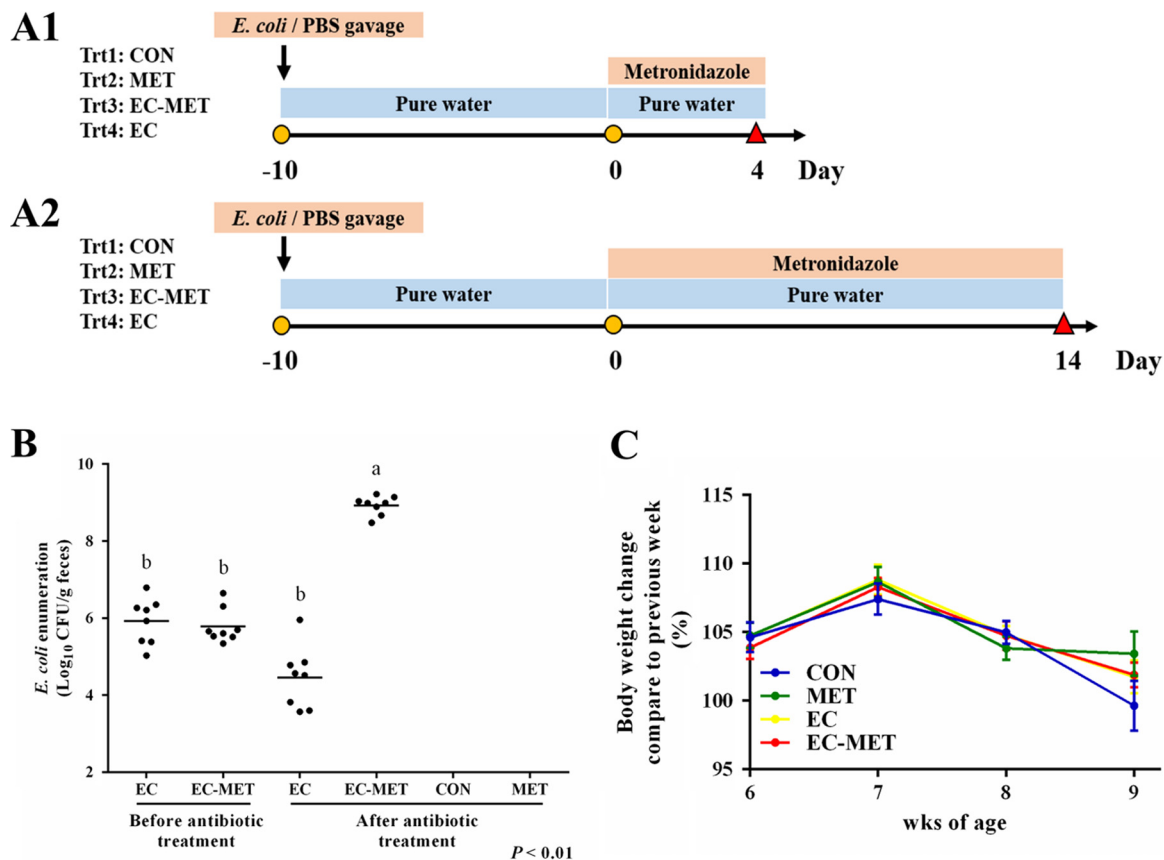 A1
E. coli / PBS gavage
Trt1: CON
Trt2: MET
Trt3: EC-MET
Trt4: EC
Metronidazole
Pure water
Pure water
-10
0
4
Day
A2
E. coli / PBS gavage
Trt1: CON
Trt2: MET
Trt3: EC-MET
Trt4: EC
Metronidazole
Pure water
Pure water
-10
0
14
Day
B
E. coli enumeration
(Log10 CFU/g feces)
10
8
6
4
2
b
b
b
a
EC
EC-MET
EC
EC-MET
CON
MET
Before antibiotic
treatment
After antibiotic
treatment
P < 0.01
C
Body weight change
compare to previous week
(%)
115
110
105
100
95
CON
MET
EC
EC-MET
6
7
8
9
wks of age